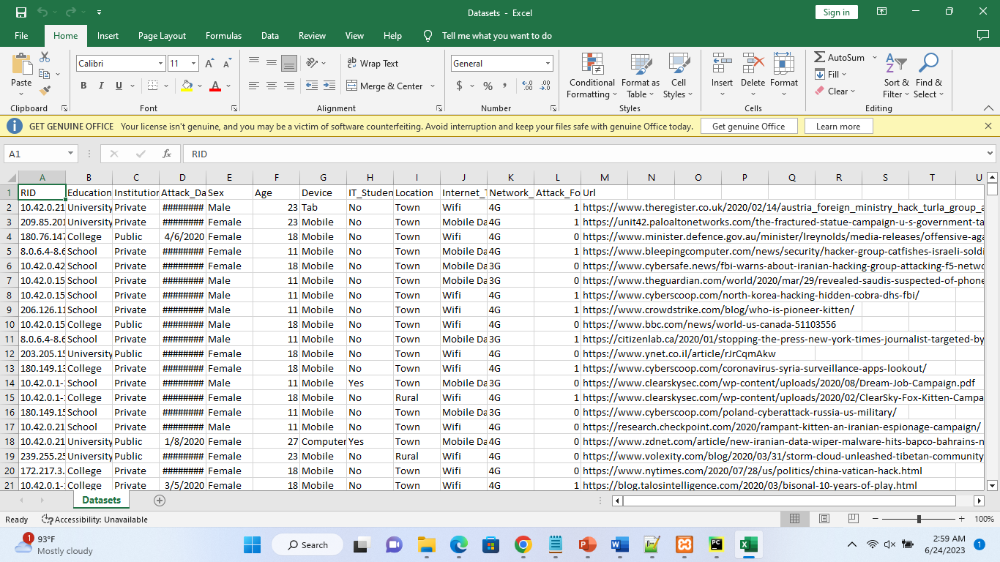 Datasets - Excel
Sign in
File Home Insert Page Layout Formulas Data Review View Help Tell me what you want to do
Paste
Clipboard
Calibri 11
B I U
Font
Wrap Text
Merge & Center
Alignment
General
$ % ,
Number
Conditional Formatting
Format as Table
Cell Styles
Styles
Insert Delete Format
Cells
AutoSum
Fill
Clear
Sort & Filter
Find & Select
Editing
GET GENUINE OFFICE Your license isn't genuine, and you may be a victim of software counterfeiting. Avoid interruption and keep your files safe with genuine Office today. Get genuine Office Learn more
A1 fx RID
A B C D E F G H I J K L M N O P Q R S T U
1 RID Education Institution Attack_Da Sex Age Device IT_Studen Location Internet_T Network_ Attack_Fo Url
2 10.42.0.21 University Private ######## Male 23 Tab No Town Wifi 4G 1 https://www.theregister.co.uk/2020/02/14/austria_foreign_ministry_hack_turla_group_a
3 209.85.201 University Private ######## Female 23 Mobile No Town Mobile Da 4G 1 https://unit42.paloaltonetworks.com/the-fractured-statue-campaign-u-s-government-ta
4 180.76.147 College Public 4/6/2020 Female 18 Mobile No Town Wifi 4G 0 https://www.minister.defence.gov.au/minister/lreynolds/media-releases/offensive-aga
5 8.0.6.4-8.6 School Private ######## Female 11 Mobile No Town Mobile Da 4G 1 https://www.bleepingcomputer.com/news/security/hacker-group-catfishes-israeli-soldi
6 10.42.0.42 School Private ######## Female 11 Mobile No Town Mobile Da 3G 0 https://www.cybersafe.news/fbi-warns-about-iranian-hacking-group-attacking-f5-netwo
7 10.42.0.15 School Private ######## Male 11 Mobile No Town Mobile Da 3G 0 https://www.theguardian.com/world/2020/mar/29/revealed-saudis-suspected-of-phone
8 10.42.0.15 School Private ######## Male 11 Mobile No Town Wifi 4G 1 https://www.cyberscoop.com/north-korea-hacking-hidden-cobra-dhs-fbi/
9 206.126.11 School Private ######## Male 11 Mobile No Town Wifi 4G 1 https://www.crowdstrike.com/blog/who-is-pioneer-kitten/
10 10.42.0.15 College Public ######## Male 18 Mobile No Town Wifi 4G 0 https://www.bbc.com/news/world-us-canada-51103556
11 8.0.6.4-8.6 School Private ######## Male 11 Mobile No Town Mobile Da 3G 1 https://citizenlab.ca/2020/01/stopping-the-press-new-york-times-journalist-targeted-by
12 203.205.15 University Public ######## Female 18 Mobile No Town Wifi 4G 0 https://www.ynet.co.il/article/rJrCqmAkw
13 180.149.13 College Private ######## Female 18 Mobile No Town Wifi 4G 1 https://www.cyberscoop.com/coronavirus-syria-surveillance-apps-lookout/
14 10.42.0.1- School Private ######## Male 11 Mobile Yes Town Mobile Da 3G 0 https://www.clearskysec.com/wp-content/uploads/2020/08/Dream-Job-Campaign.pdf
15 10.42.0.1- College Private ######## Female 18 Mobile No Rural Wifi 4G 1 https://www.clearskysec.com/wp-content/uploads/2020/02/ClearSky-Fox-Kitten-Campa
16 180.149.15 School Private ######## Female 11 Mobile No Town Mobile Da 3G 0 https://www.cyberscoop.com/poland-cyberattack-russia-us-military/
17 10.42.0.21 School Private ######## Male 11 Mobile No Town Wifi 4G 0 https://research.checkpoint.com/2020/rampant-kitten-an-iranian-espionage-campaign/
18 10.42.0.21 University Public 1/8/2020 Female 27 Computer Yes Town Mobile Da 4G 0 https://www.zdnet.com/article/new-iranian-data-wiper-malware-hits-bapco-bahrains-n
19 239.255.25 University Public ######## Female 23 Mobile No Rural Wifi 4G 0 https://www.volexity.com/blog/2020/03/31/storm-cloud-unleashed-tibetan-community
20 172.217.3. College Private ######## Female 18 Mobile No Town Wifi 4G 0 https://www.nytimes.com/2020/07/28/us/politics/china-vatican-hack.html
21 10.42.0.1- College Private 3/5/2020 Female 18 Mobile No Town Wifi 4G 1 https://blog.talosintelligence.com/2020/03/bisonal-10-years-of-play.html
Datasets
Ready Accessibility: Unavailable 100%
1 93°F
Mostly cloudy
Search
2:59 AM
6/24/2023
1